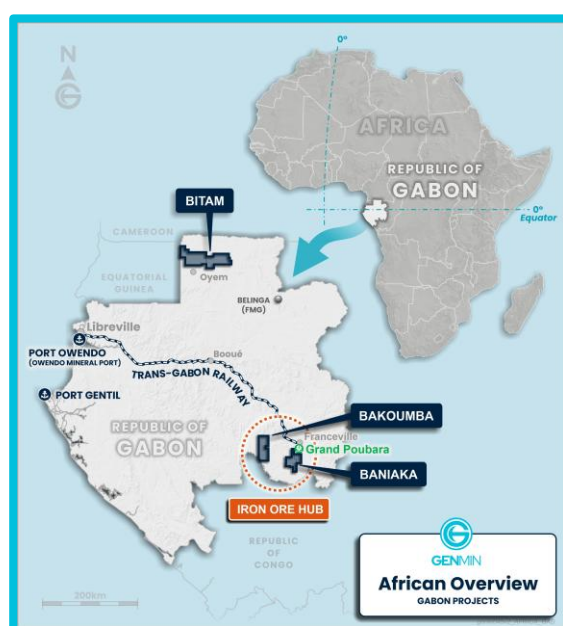 N
0°
AFRICA
REPUBLIC OF
GABON
0°
Equator
BITAM
CAMEROON
EQUATORIAL
GUINEA
Oyem
BELINGA
(FMG)
Libreville
PORT OWENDO
(OWENDO MINERAL PORT)
Booué
TRANS-GABON RAILWAY
PORT GENTIL
REPUBLIC OF
GABON
BAKOUMBA
Franceville
Grand Poubara
BANIAKA
IRON ORE HUB
REPUBLIC
OF
CONGO
200km
GENMIN
African Overview
GABON PROJECTS